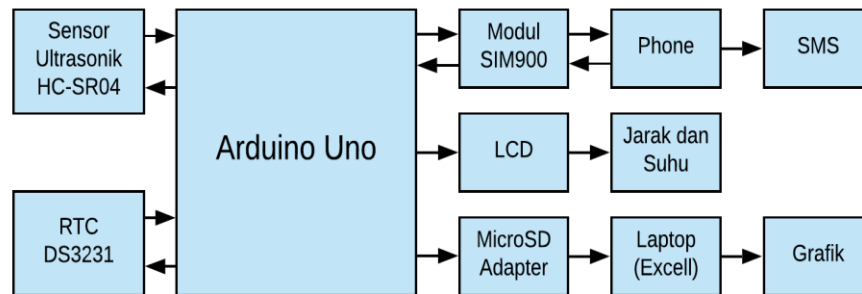 Sensor
Ultrasonik
HC-SR04
RTC
DS3231
Arduino Uno
Modul
SIM900
Phone
SMS
LCD
Jarak dan
Suhu
MicroSD
Adapter
Laptop
(Excell)
Grafik